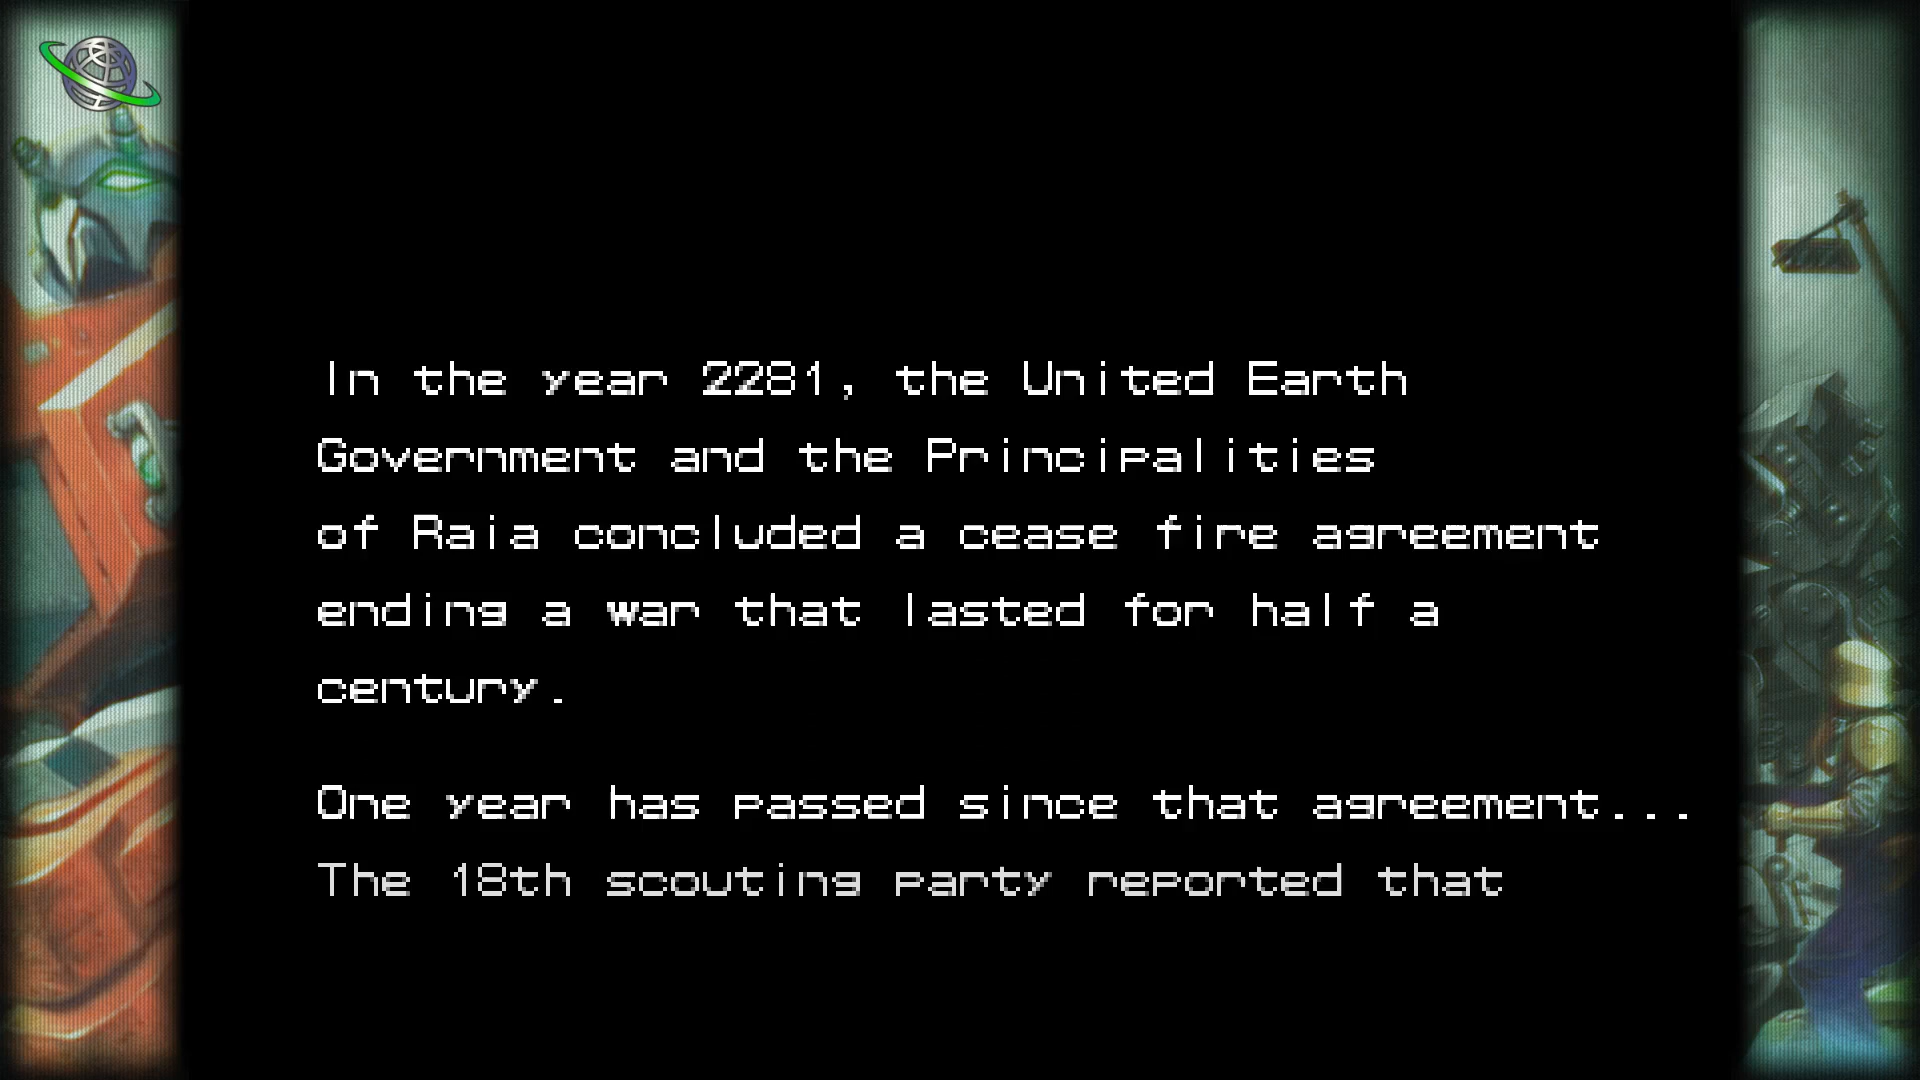 In the year 2281, the United Earth
Government and the Principalities
of Raia concluded a cease fire agreement
ending a war that lasted for half a
century.
One year has passed since that agreement...
The 18th scouting party reported that